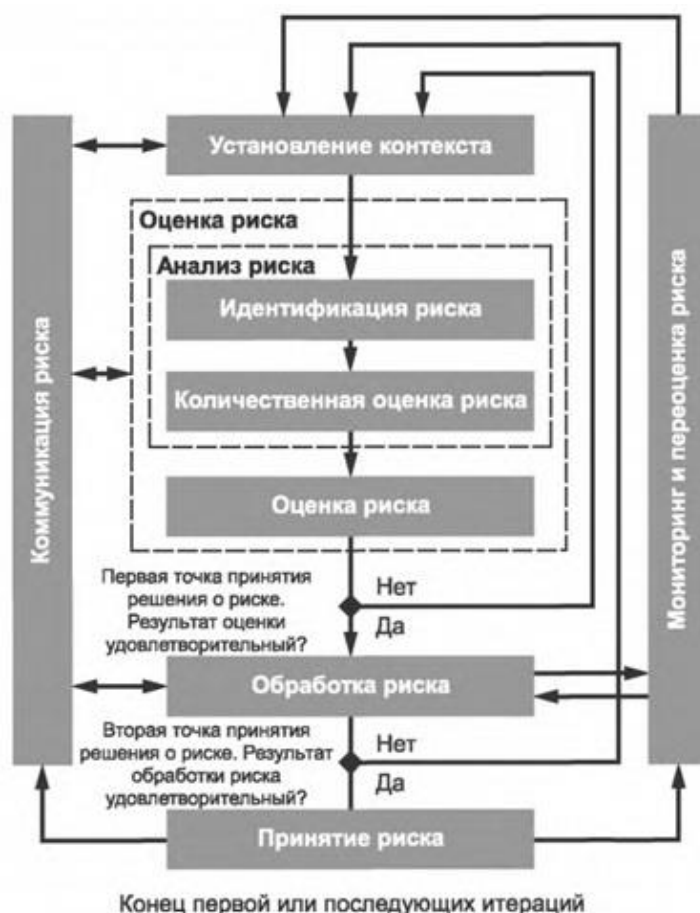 Установление контекста
Оценка риска
Анализ риска
Идентификация риска
Количественная оценка риска
Оценка риска
Первая точка принятия
решения о риске.
Результат оценки
удовлетворительный?
Нет
Да
Обработка риска
Вторая точка принятия
решения о риске. Результат
обработки риска
удовлетворительный?
Нет
Да
Принятие риска
Коммуникация риска
Мониторинг и переоценка риска
Конец первой или последующих итераций